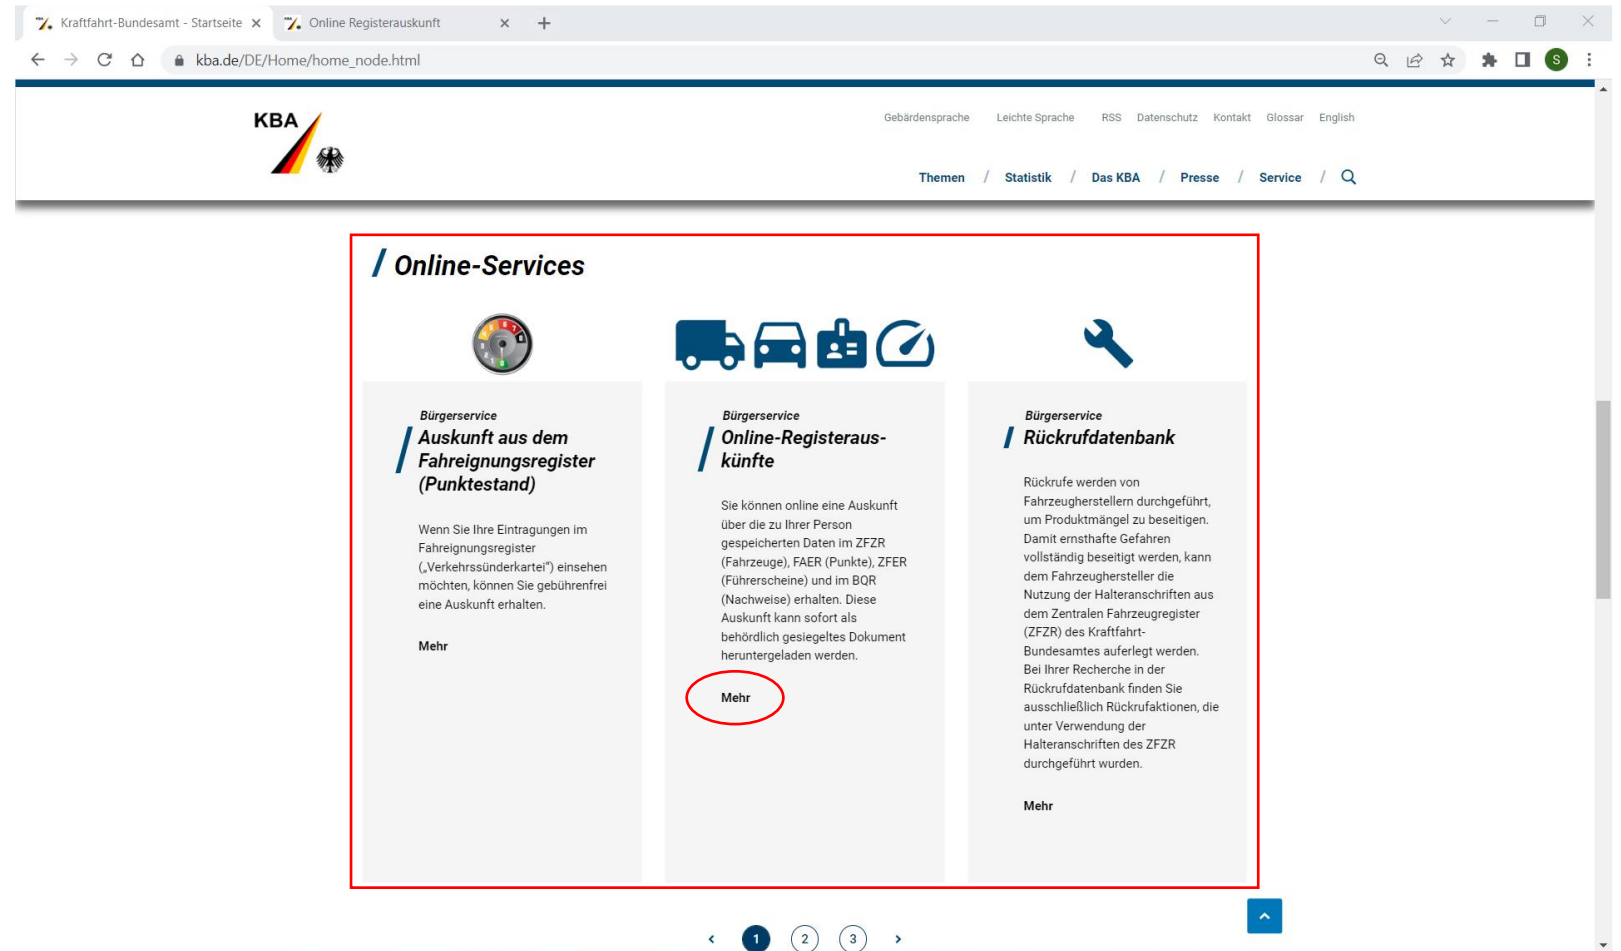 Kraftfahrt-Bundesamt - Startseite
Online Registerauskunft
kba.de/DE/Home/home_node.html
S
KBA
Gebärdensprache Leichte Sprache RSS Datenschutz Kontakt Glossar English
Themen / Statistik / Das KBA / Presse / Service /
Online-Services
Bürgerservice
Auskunft aus dem
Fahreignungsregister
(Punktestand)
Wenn Sie Ihre Eintragungen im
Fahreignungsregister
(„Verkehrssünderkartei“) einsehen
möchten, können Sie gebührenfrei
eine Auskunft erhalten.
Mehr
Bürgerservice
Online-Registeraus-
künfte
Sie können online eine Auskunft
über die zu Ihrer Person
gespeicherten Daten im ZFZR
(Fahrzeuge), FAER (Punkte), ZFER
(Führerscheine) und im BQR
(Nachweise) erhalten. Diese
Auskunft kann sofort als
behördlich gesiegeltes Dokument
heruntergeladen werden.
Mehr
Bürgerservice
Rückrufdatenbank
Rückrufe werden von
Fahrzeugherstellern durchgeführt,
um Produktmängel zu beseitigen.
Damit ernsthafte Gefahren
vollständig beseitigt werden, kann
dem Fahrzeughersteller die
Nutzung der Halteranschriften aus
dem Zentralen Fahrzeugregister
(ZFZR) des Kraftfahrt-
Bundesamtes auferlegt werden.
Bei Ihrer Recherche in der
Rückrufdatenbank finden Sie
ausschließlich Rückrufaktionen, die
unter Verwendung der
Halteranschriften des ZFZR
durchgeführt wurden.
Mehr
1 2 3